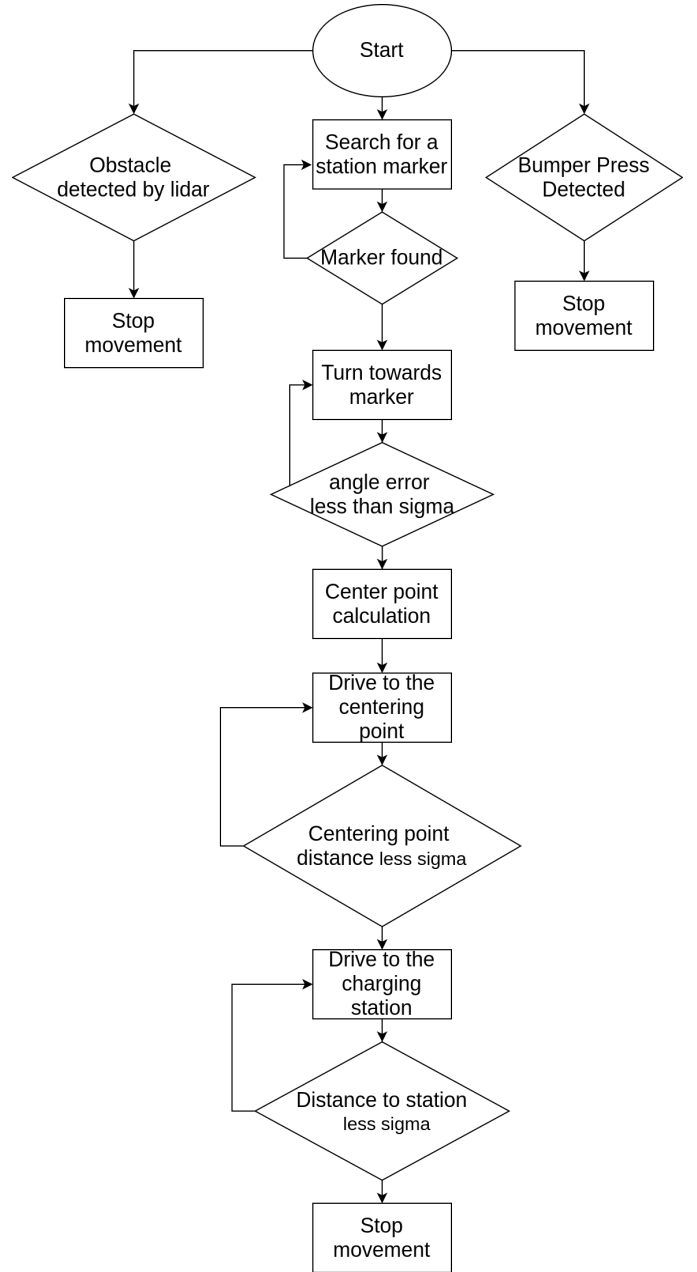 Start
Obstacle
detected by lidar
Search for a
station marker
Bumper Press
Detected
Marker found
Stop
movement
Stop
movement
Turn towards
marker
angle error
less than sigma
Center point
calculation
Drive to the
centering
point
Centering point
distance less sigma
Drive to the
charging
station
Distance to station
less sigma
Stop
movement